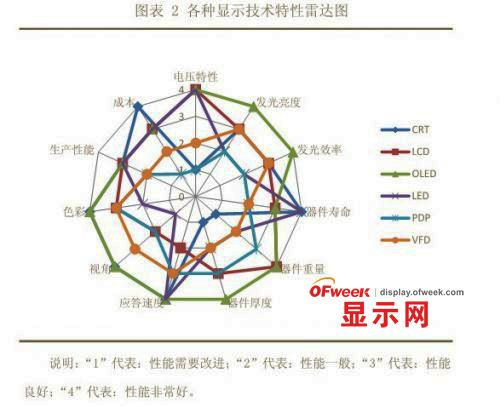 图表 2 各种显示技术特性雷达图
电压特性
发光亮度
发光效率
器件寿命
器件重量
器件厚度
应答速度
视角
色彩
生产性能
成本
4
3
2
1
0
CRT
LCD
OLED
LED
PDP
VFD
OFweek | display.ofweek.com
显示网
说明：“1”代表：性能需要改进；“2”代表：性能一般；“3”代表：性能
良好；“4”代表：性能非常好。